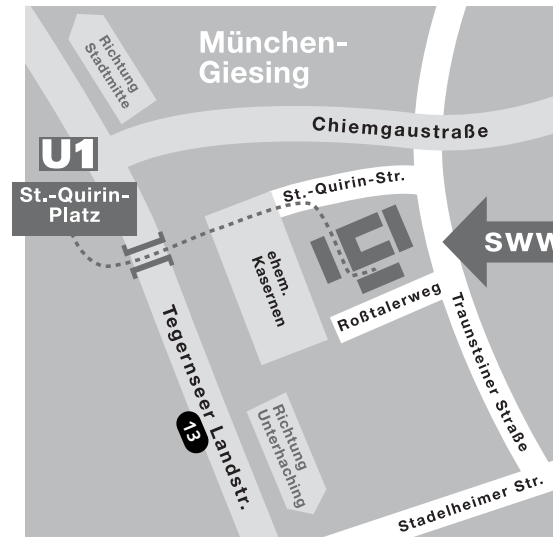 Richtung
Stadtmitte
München-
Giesing
Chiemgaustraße
U1
St.-Quirin-
Platz
St.-Quirin-Str.
SWW
ehem.
Kasernen
Roßtalerweg
Traunsteiner Straße
Tegernseer Landstr.
13
Richtung
Unterhaching
Stadelheimer Str.